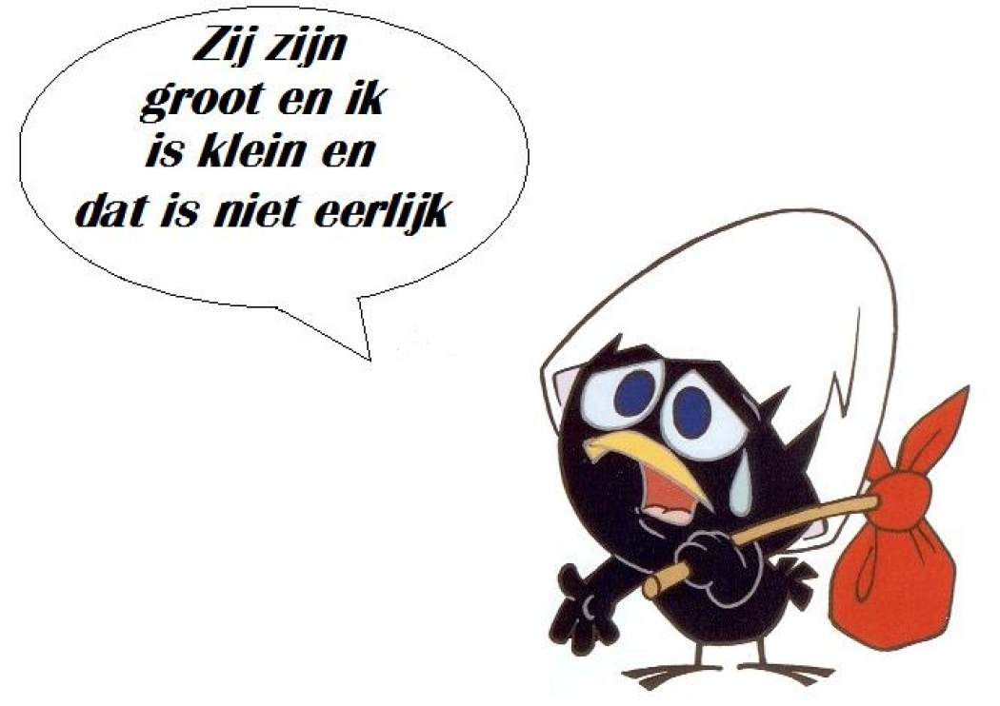 Zij zijn
groot en ik
is klein en
dat is niet eerlijk